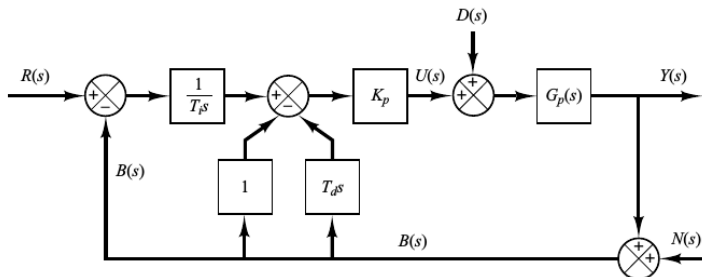 D(s)
R(s)
+
−
1
T_i s
+
−
K_p
U(s)
+
+
G_p(s)
Y(s)
B(s)
1
T_d s
B(s)
+
+
N(s)